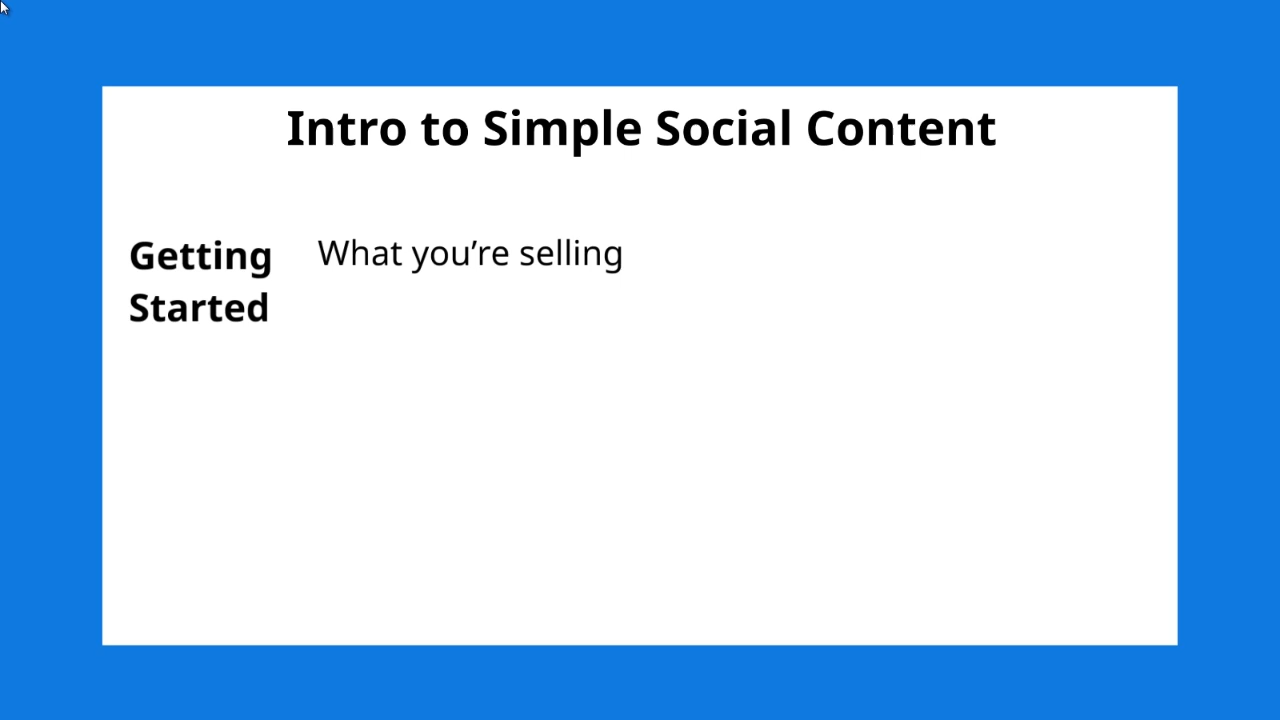 Intro to Simple Social Content
Getting What you’re selling
Started